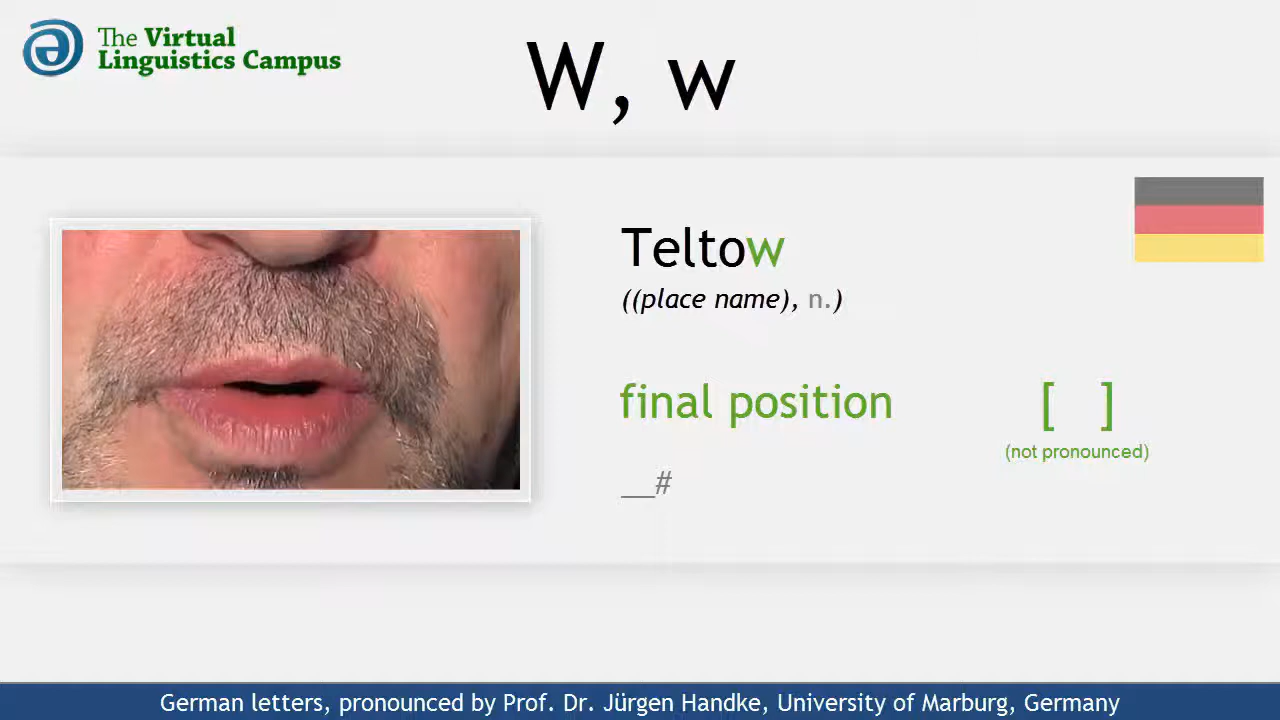 The Virtual
Linguistics Campus
W, w
Teltow
((place name), n.)
final position [ ]
(not pronounced)
__#
German letters, pronounced by Prof. Dr. Jürgen Handke, University of Marburg, Germany